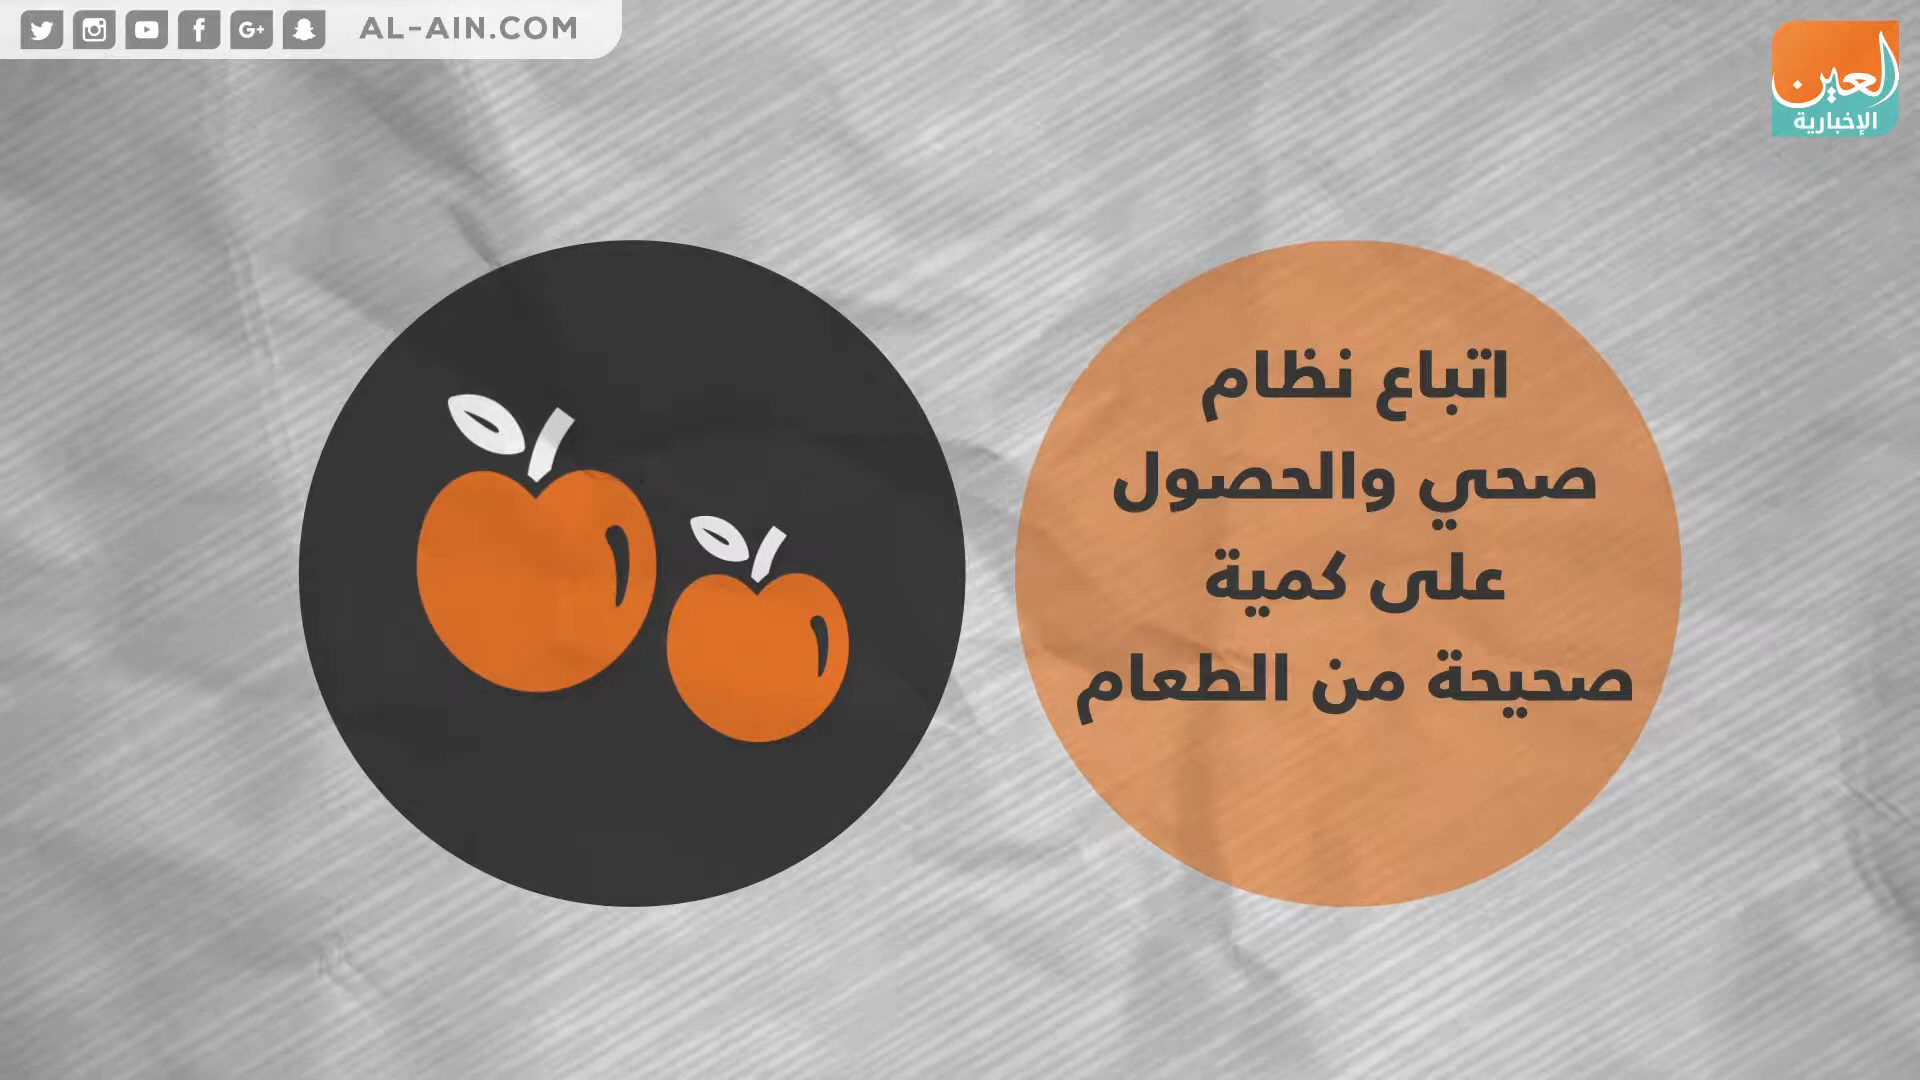 AL-AIN.COM
العين
الإخبارية
اتباع نظام
صحي والحصول
على كمية
صحيحة من الطعام